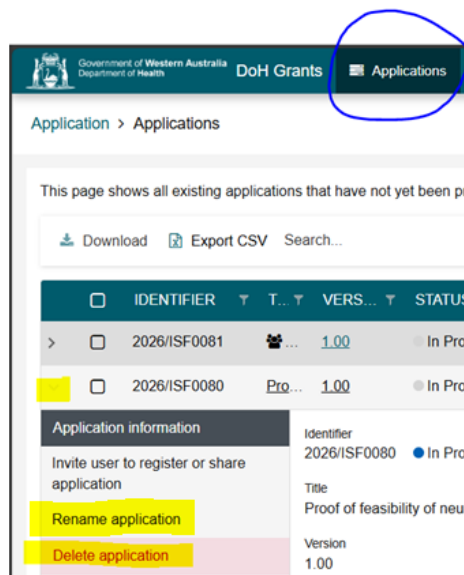 Government of Western Australia
Department of Health
DoH Grants
Applications
Application > Applications
This page shows all existing applications that have not yet been
Download Export CSV Search...
IDENTIFIER T... VERS... STATUS
2026/ISF0081 ... 1.00 In Pro
2026/ISF0080 Pro... 1.00 In Pro
Application information
Invite user to register or share
application
Rename application
Delete application
Identifier
2026/ISF0080 In Pro
Title
Proof of feasibility of neu
Version
1.00